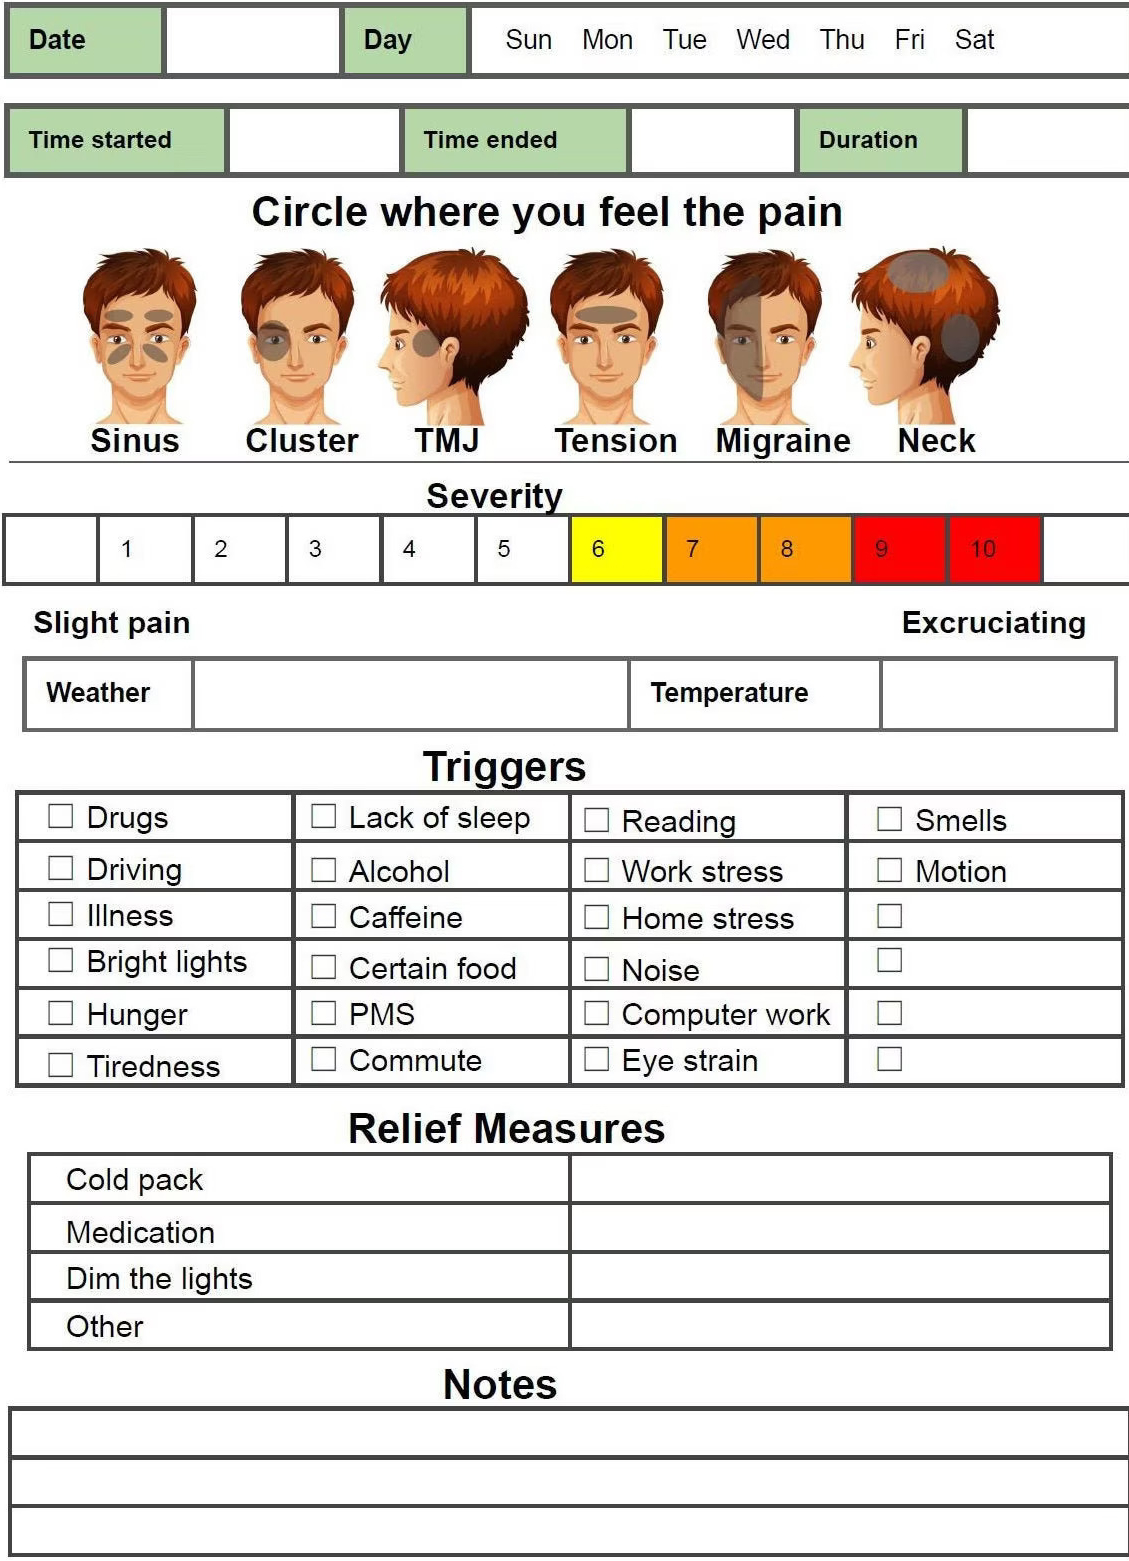 Date Day Sun Mon Tue Wed Thu Fri Sat
Time started Time ended Duration
Circle where you feel the pain
Sinus Cluster TMJ Tension Migraine Neck
Severity
1 2 3 4 5 6 7 8 9 10
Slight pain Excruciating
Weather Temperature
Triggers
Drugs Lack of sleep Reading Smells
Driving Alcohol Work stress Motion
Illness Caffeine Home stress
Bright lights Certain food Noise
Hunger PMS Computer work
Tiredness Commute Eye strain
Relief Measures
Cold pack
Medication
Dim the lights
Other
Notes